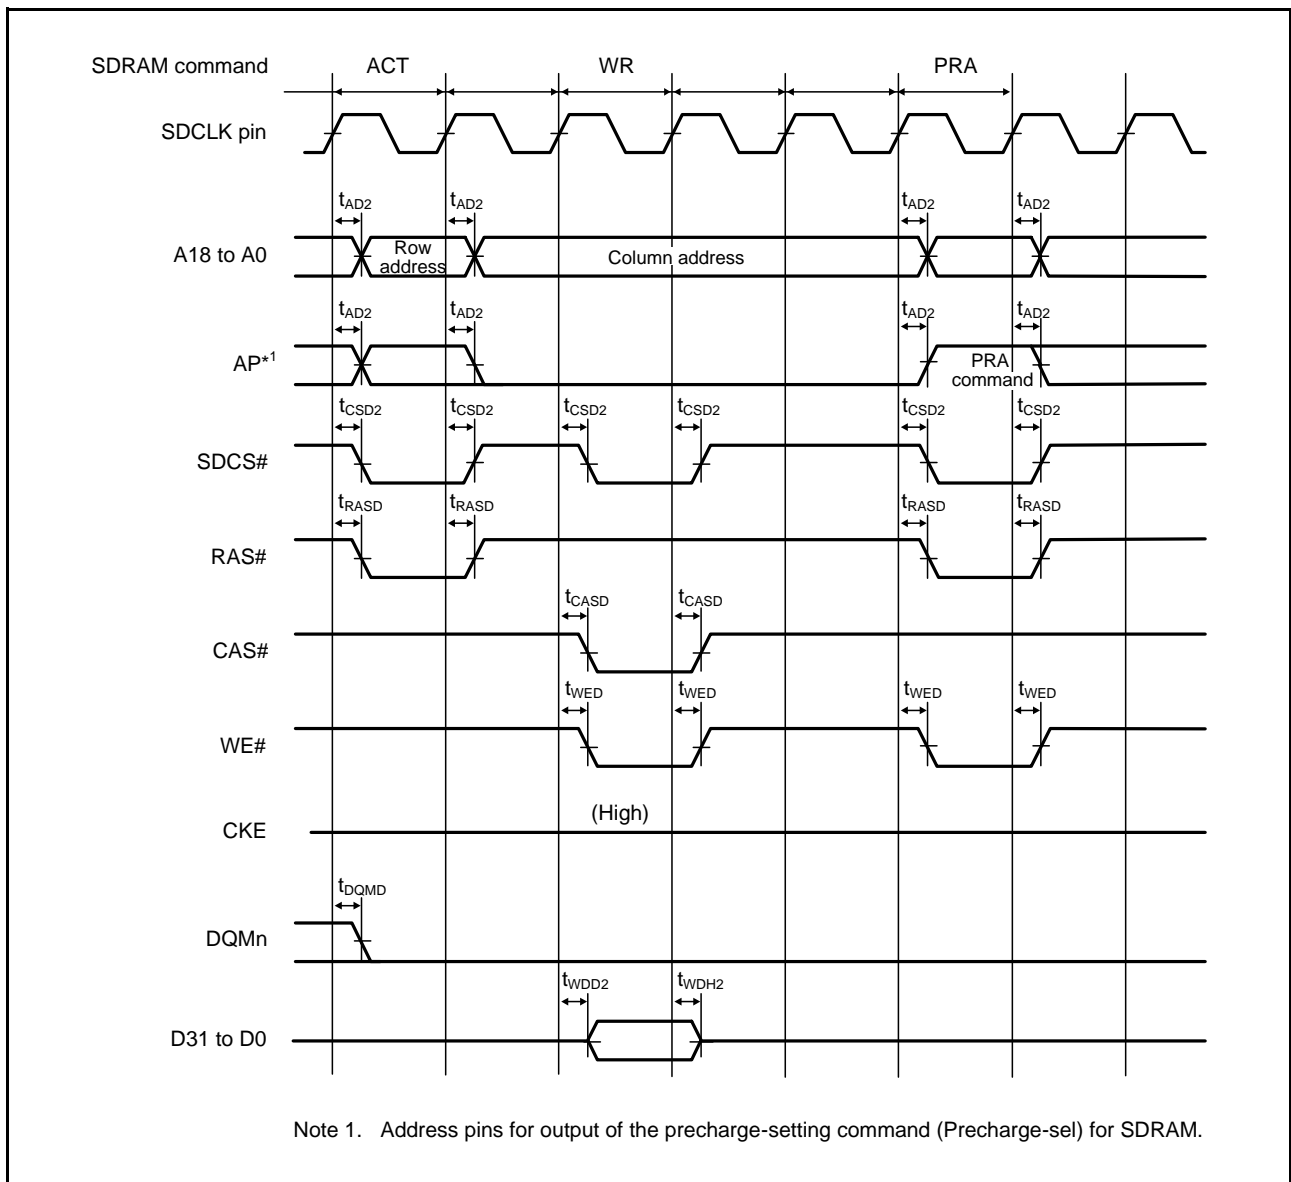 SDRAM command ACT WR PRA
SDCLK pin
tAD2 tAD2 tAD2 tAD2
A18 to A0 Row address Column address
tAD2 tAD2 tAD2 tAD2
AP*1 PRA command
tCSD2 tCSD2 tCSD2 tCSD2 tCSD2 tCSD2
SDCS#
tRASD tRASD tRASD tRASD
RAS#
tCASD tCASD
CAS#
tWED tWED tWED tWED
WE#
(High)
CKE
tDQMD
DQMn
tWDD2 tWDH2
D31 to D0
Note 1. Address pins for output of the precharge-setting command (Precharge-sel) for SDRAM.